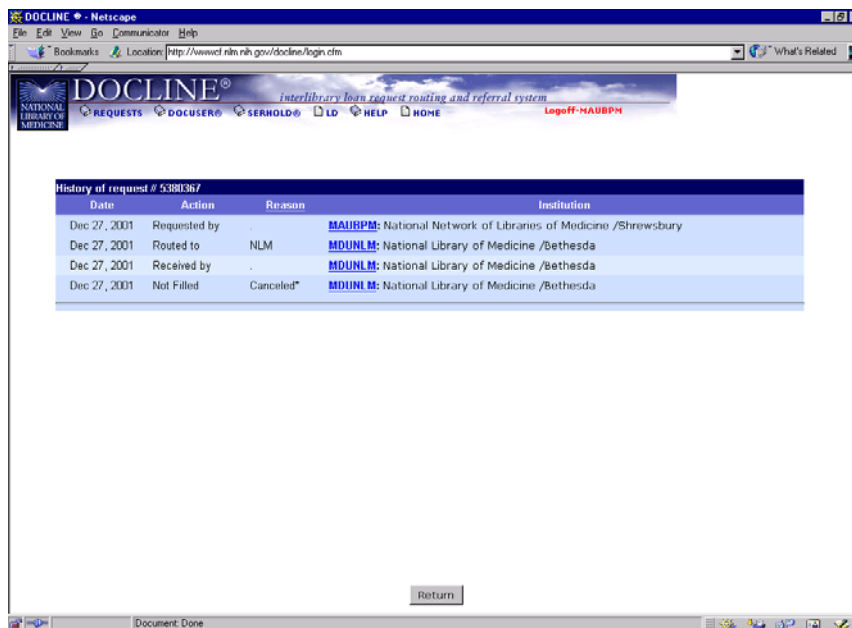 DOCLINE ® - Netscape
File Edit View Go Communicator Help
Bookmarks Location: http://wwwcf.nlm.nih.gov/docline/login.cfm What's Related
DOCLINE®
interlibrary loan request routing and referral system
NATIONAL LIBRARY OF MEDICINE
REQUESTS DOCUSER® SERHOLD® LD HELP HOME Logoff-MAUBPM
History of request # 5380367
Date Action Reason Institution
Dec 27, 2001 Requested by . MAUBPM: National Network of Libraries of Medicine /Shrewsbury
Dec 27, 2001 Routed to NLM MDUNLM: National Library of Medicine /Bethesda
Dec 27, 2001 Received by . MDUNLM: National Library of Medicine /Bethesda
Dec 27, 2001 Not Filled Canceled* MDUNLM: National Library of Medicine /Bethesda
Return
Document: Done